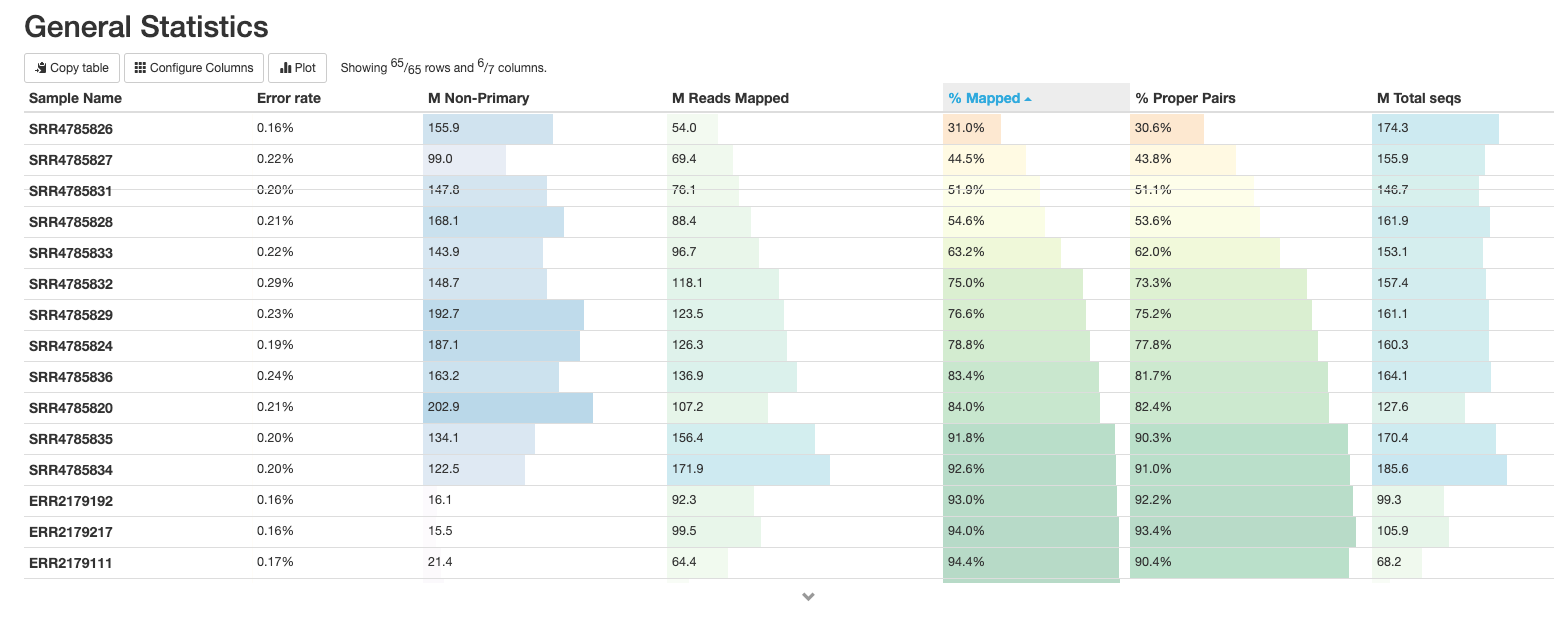 General Statistics
Copy table Configure Columns Plot Showing 65/65 rows and 6/7 columns.
Sample Name Error rate M Non-Primary M Reads Mapped % Mapped % Proper Pairs M Total seqs
SRR4785826 0.16% 155.9 54.0 31.0% 30.6% 174.3
SRR4785827 0.22% 99.0 69.4 44.5% 43.8% 155.9
SRR4785831 0.20% 147.8 76.1 51.9% 51.1% 146.7
SRR4785828 0.21% 168.1 88.4 54.6% 53.6% 161.9
SRR4785833 0.22% 143.9 96.7 63.2% 62.0% 153.1
SRR4785832 0.29% 148.7 118.1 75.0% 73.3% 157.4
SRR4785829 0.23% 192.7 123.5 76.6% 75.2% 161.1
SRR4785824 0.19% 187.1 126.3 78.8% 77.8% 160.3
SRR4785836 0.24% 163.2 136.9 83.4% 81.7% 164.1
SRR4785820 0.21% 202.9 107.2 84.0% 82.4% 127.6
SRR4785835 0.20% 134.1 156.4 91.8% 90.3% 170.4
SRR4785834 0.20% 122.5 171.9 92.6% 91.0% 185.6
ERR2179192 0.16% 16.1 92.3 93.0% 92.2% 99.3
ERR2179217 0.16% 15.5 99.5 94.0% 93.4% 105.9
ERR2179111 0.17% 21.4 64.4 94.4% 90.4% 68.2